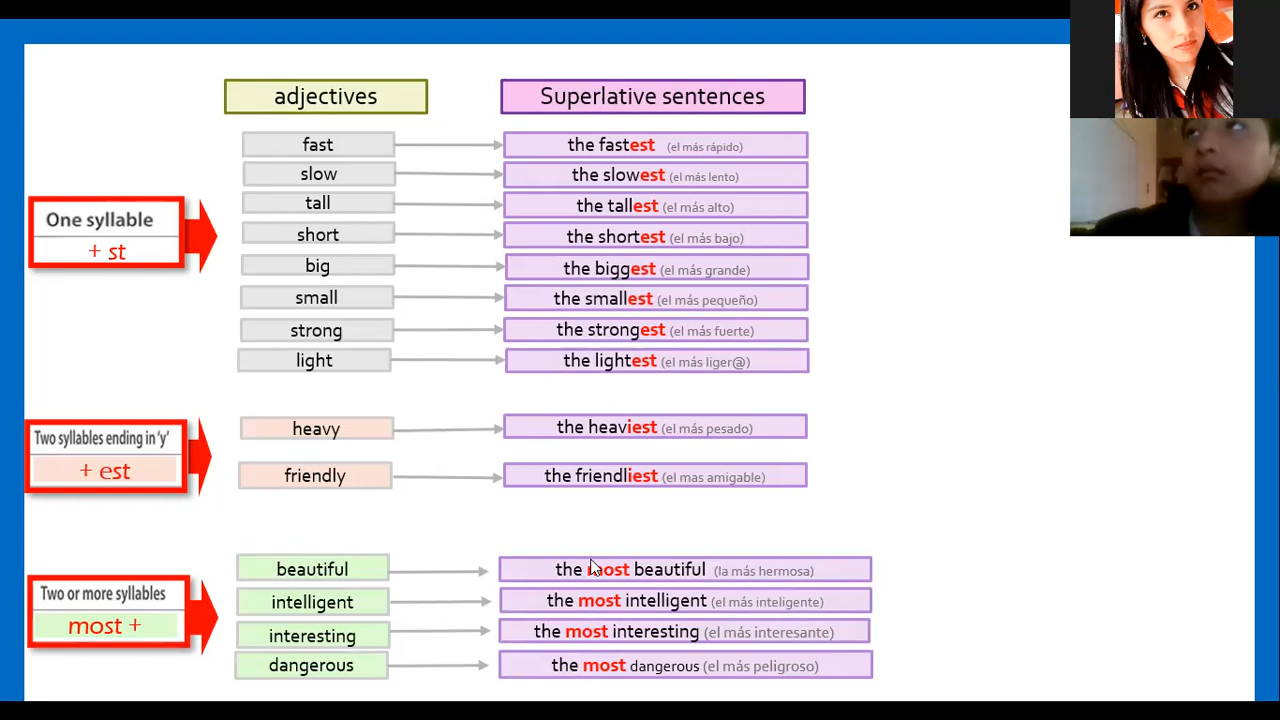 adjectives
Superlative sentences
One syllable
+ st
fast
the fastest (el más rápido)
slow
the slowest (el más lento)
tall
the tallest (el más alto)
short
the shortest (el más bajo)
big
the biggest (el más grande)
small
the smallest (el más pequeño)
strong
the strongest (el más fuerte)
light
the lightest (el más liger@)
Two syllables ending in 'y'
+ est
heavy
the heaviest (el más pesado)
friendly
the friendliest (el mas amigable)
Two or more syllables
most +
beautiful
the most beautiful (la más hermosa)
intelligent
the most intelligent (el más inteligente)
interesting
the most interesting (el más interesante)
dangerous
the most dangerous (el más peligroso)